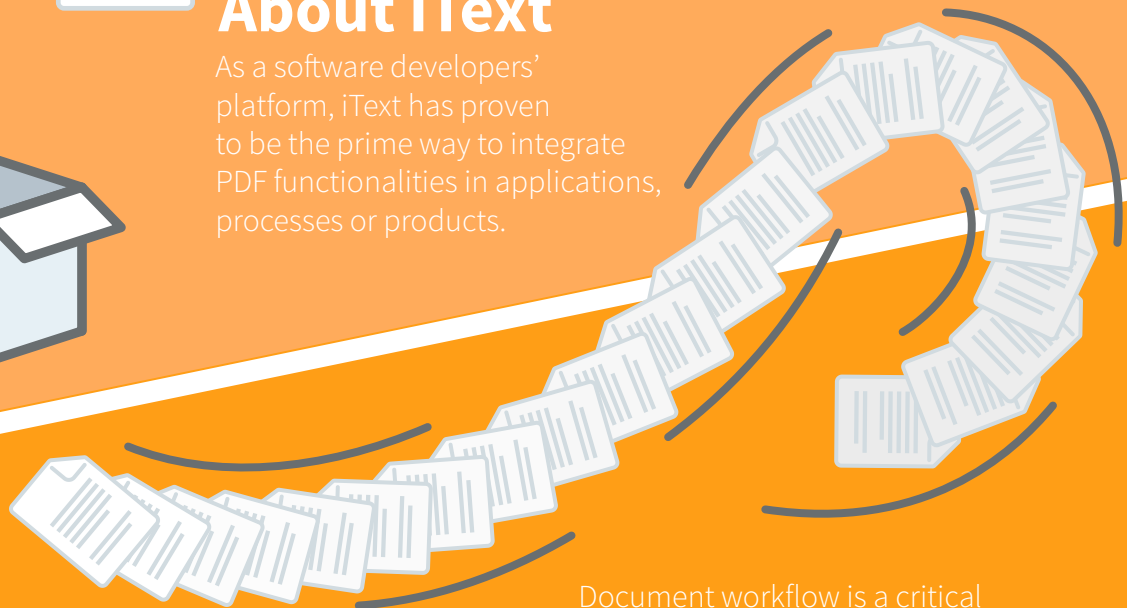 About iText
As a software developers’
platform, iText has proven
to be the prime way to integrate
PDF functionalities in applications,
processes or products.
Document workflow is a critical